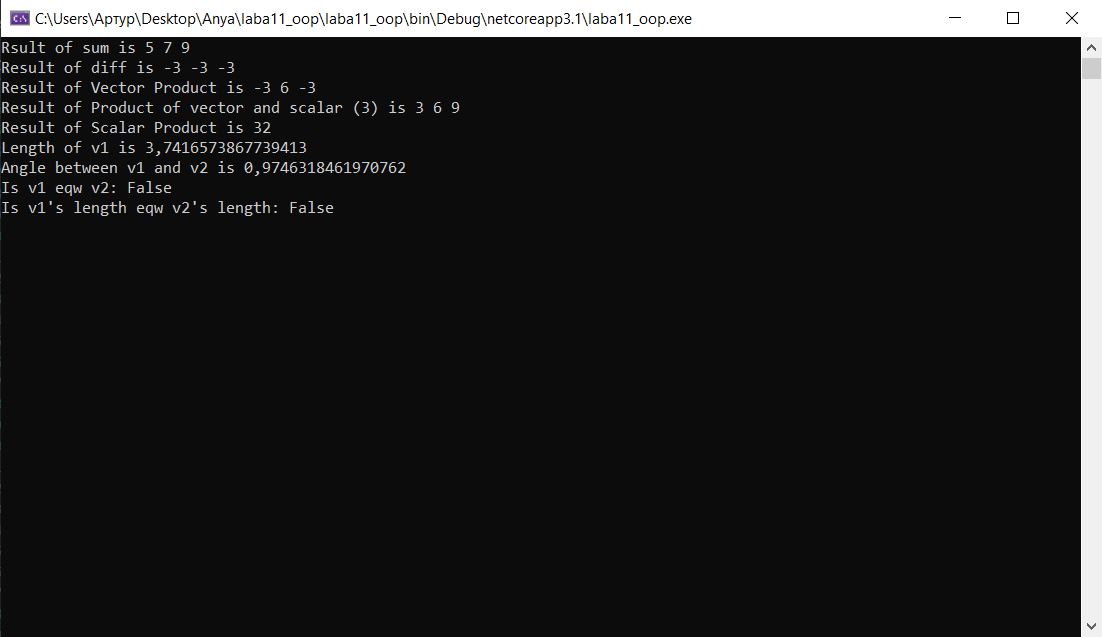 C:\Users\Артур\Desktop\Anya\laba11_oop\laba11_oop\bin\Debug\netcoreapp3.1\laba11_oop.exe
Rsult of sum is 5 7 9
Result of diff is -3 -3 -3
Result of Vector Product is -3 6 -3
Result of Product of vector and scalar (3) is 3 6 9
Result of Scalar Product is 32
Length of v1 is 3,7416573867739413
Angle between v1 and v2 is 0,9746318461970762
Is v1 eqw v2: False
Is v1's length eqw v2's length: False